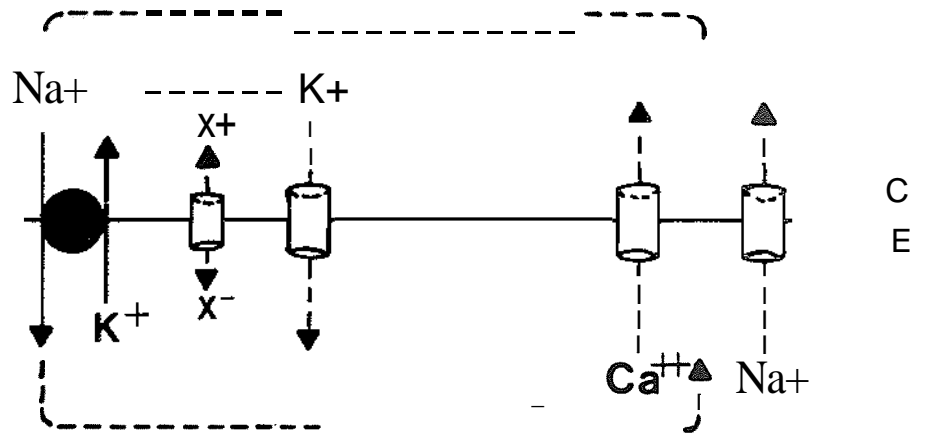 Na+ K+
X+
C
E
X⁻
K⁺
Ca⁺⁺ Na+